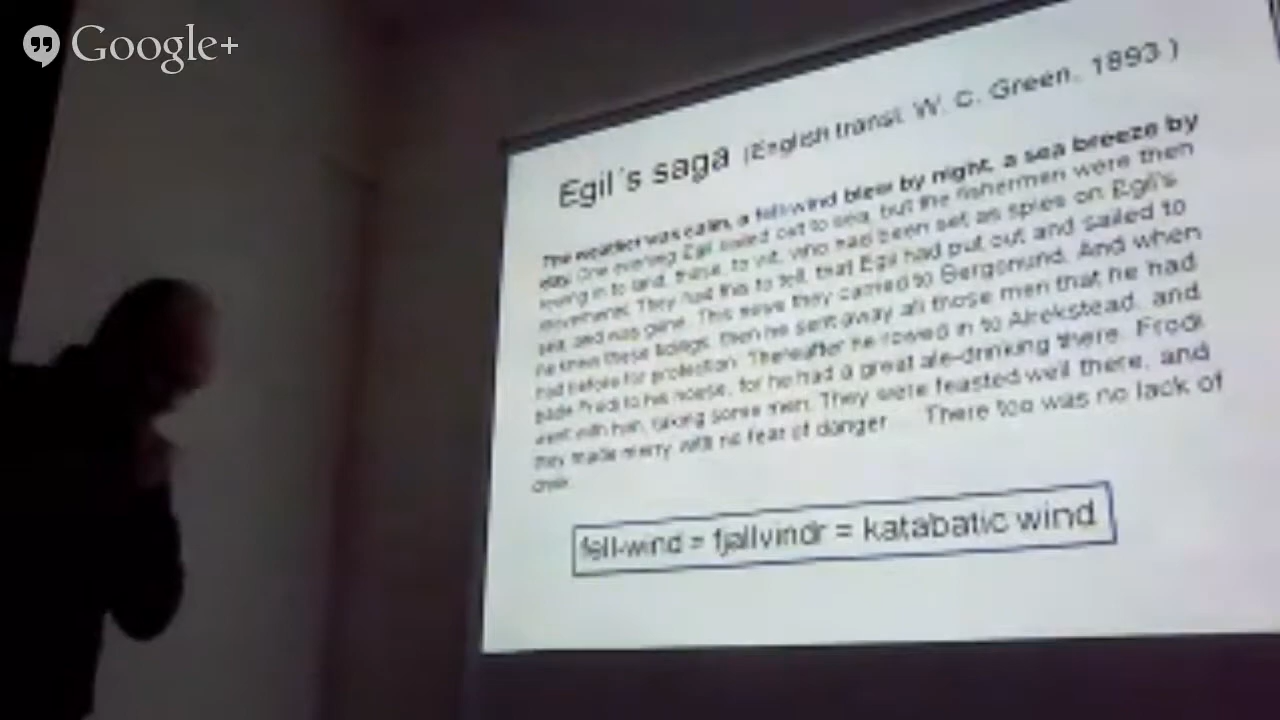 Google+
Egil´s saga (English transl. W. C. Green, 1893 )
The weather was calm, a fell-wind blew by night, a sea breeze by
day. One evening Egil sailed out to sea, but the fishermen were then
rowing in to land, those, to wit, who had been set as spies on Egil's
movements. They had this to tell, that Egil had put out and sailed to
sea, and was gone. This news they carried to Bergonund. And when
he knew these tidings, then he sent away all those men that he had
had before for protection. Thereafter he rowed in to Alrekstead, and
bade Frodi to his house, for he had a great ale-drinking there. Frodi
went with him, taking some men. They were feasted well there, and
they made merry with no fear of danger There too was no lack of
drink
fell-wind = fjallvindr = katabatic wind